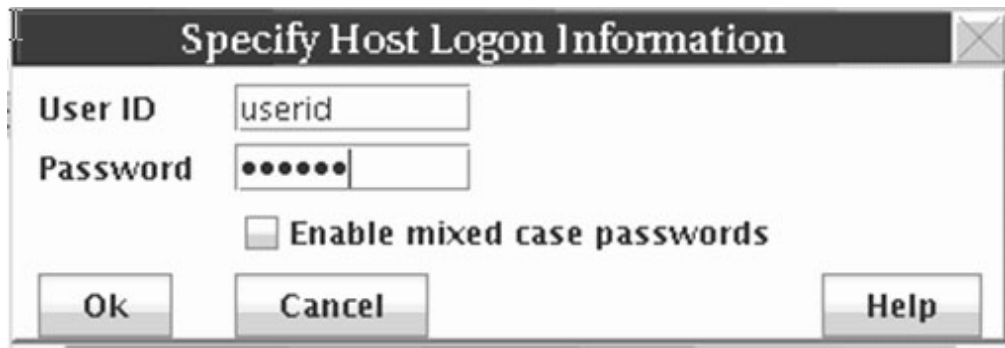 Specify Host Logon Information
User ID userid
Password ••••••
Enable mixed case passwords
Ok Cancel Help